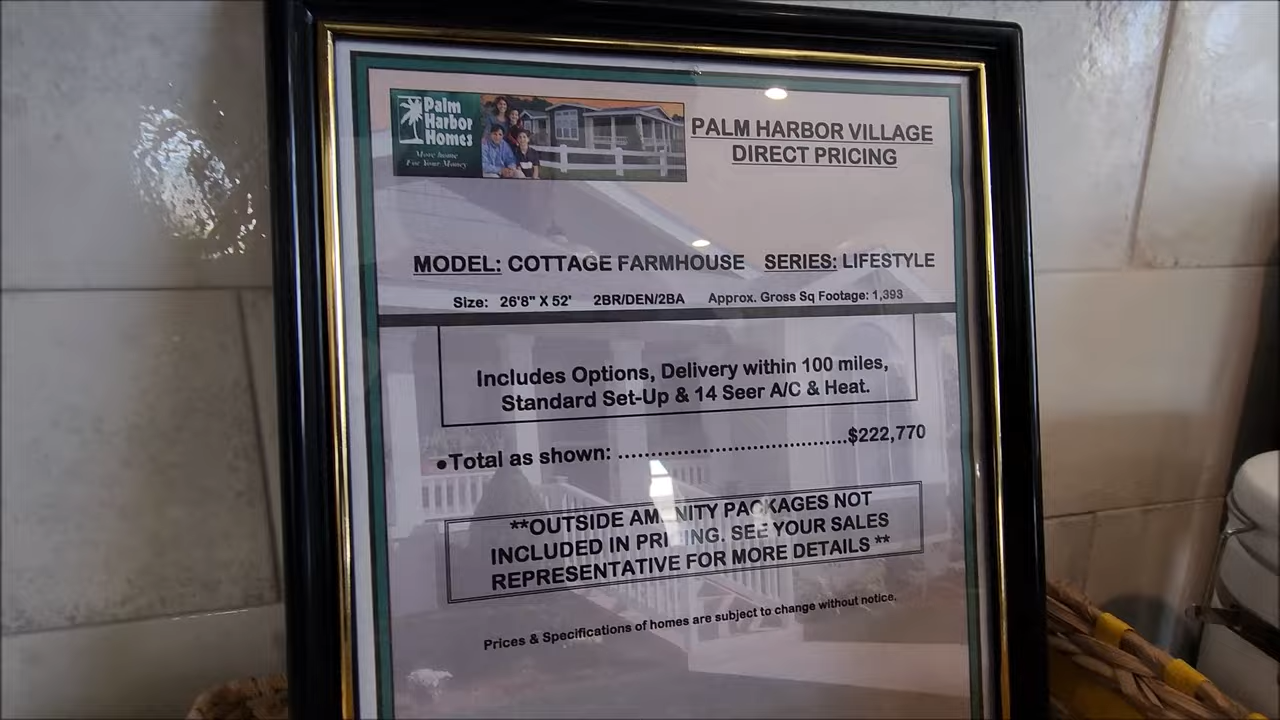 Palm
Harbor
Homes
More home
For Your Money
PALM HARBOR VILLAGE
DIRECT PRICING
MODEL: COTTAGE FARMHOUSE SERIES: LIFESTYLE
Size: 26'8" X 52' 2BR/DEN/2BA Approx. Gross Sq Footage: 1,393
Includes Options, Delivery within 100 miles,
Standard Set-Up & 14 Seer A/C & Heat.
•Total as shown: ........................................$222,770
**OUTSIDE AMENITY PACKAGES NOT
INCLUDED IN PRICING. SEE YOUR SALES
REPRESENTATIVE FOR MORE DETAILS **
Prices & Specifications of homes are subject to change without notice.